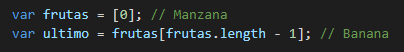 var frutas = [0]; // Manzana
var ultimo = frutas[frutas.length - 1]; // Banana